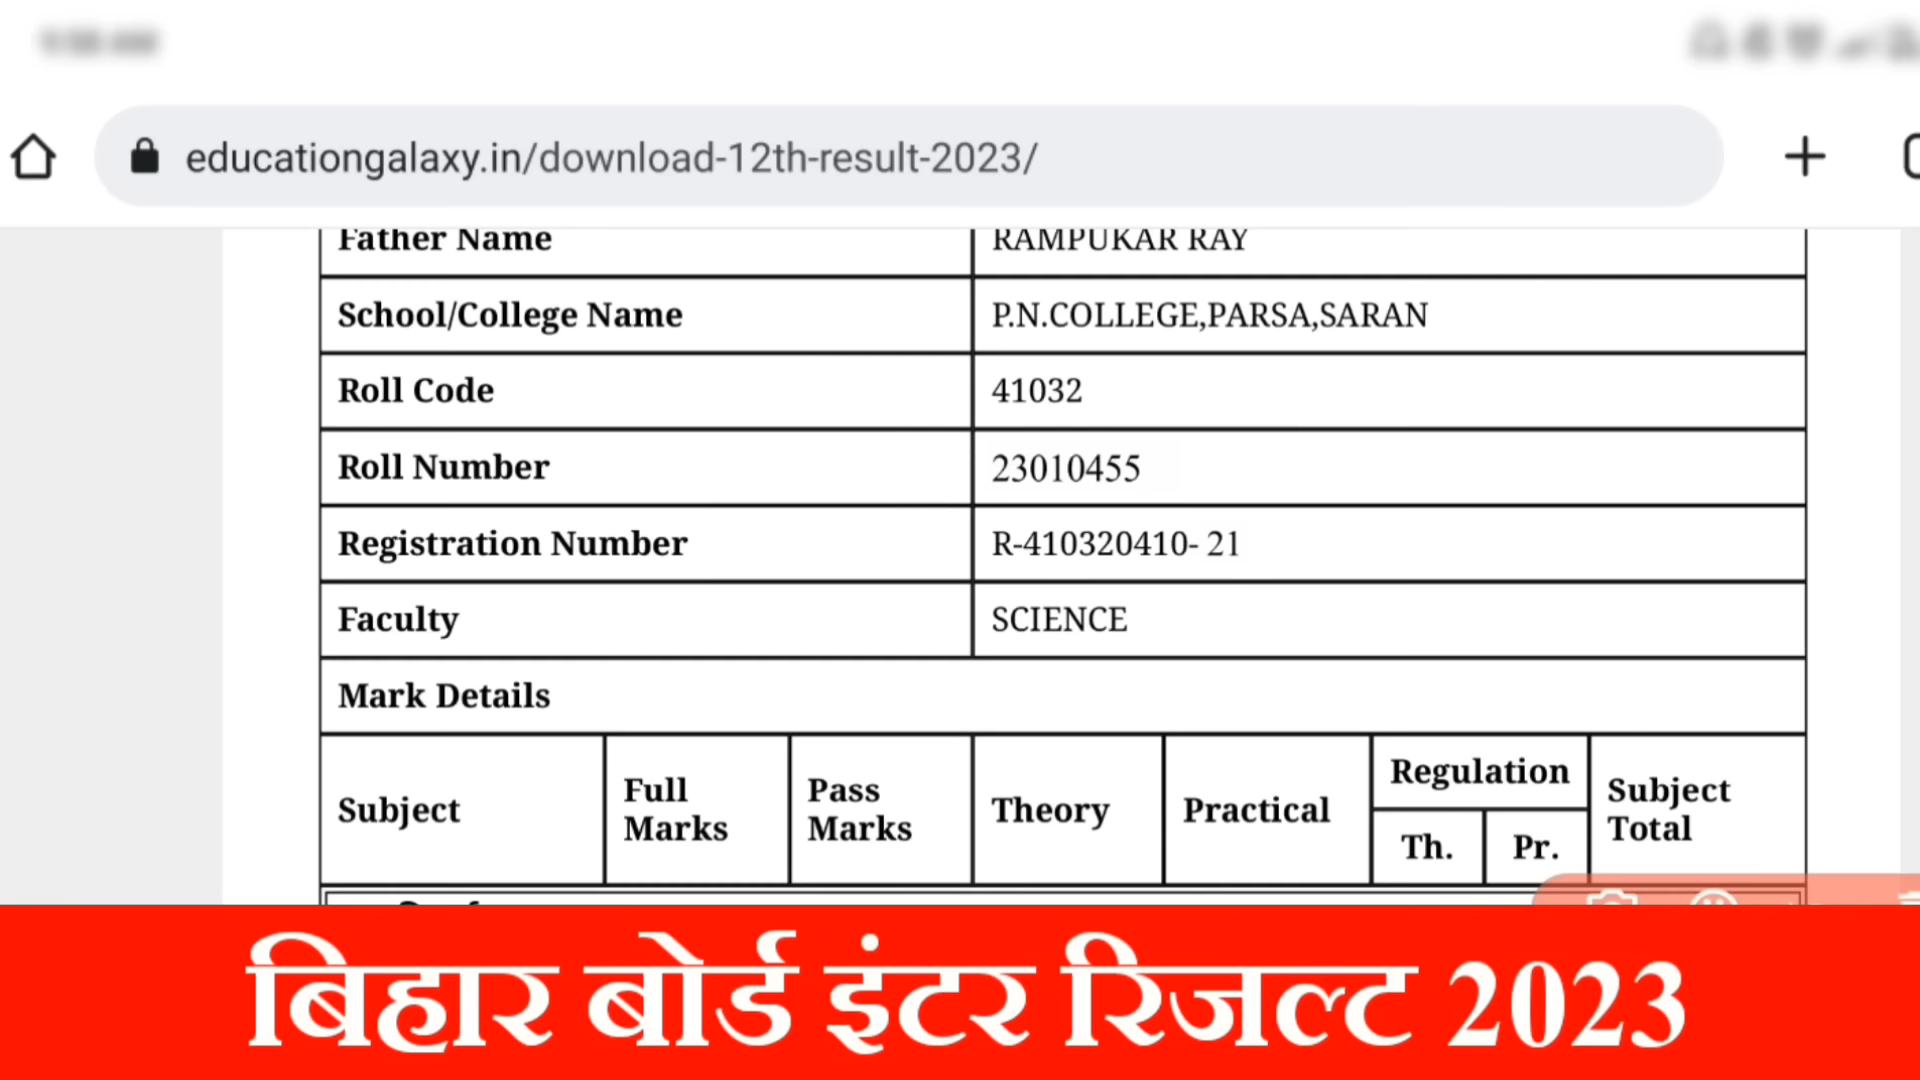 educationgalaxy.in/download-12th-result-2023/
Father Name RAMPUKAR RAY
School/College Name P.N.COLLEGE,PARSA,SARAN
Roll Code 41032
Roll Number 23010455
Registration Number R-410320410- 21
Faculty SCIENCE
Mark Details
Subject Full Marks Pass Marks Theory Practical Regulation Th. Pr. Subject Total
बिहार बोर्ड इंटर रिजल्ट 2023